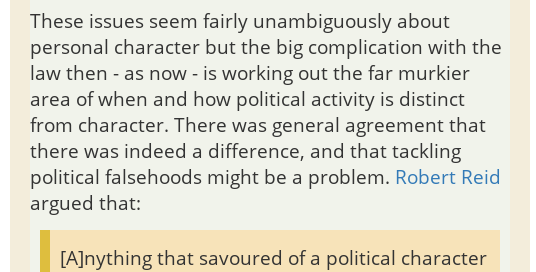 These issues seem fairly unambiguously about
personal character but the big complication with the
law then - as now - is working out the far murkier
area of when and how political activity is distinct
from character. There was general agreement that
there was indeed a difference, and that tackling
political falsehoods might be a problem. Robert Reid
argued that:
[A]nything that savoured of a political character